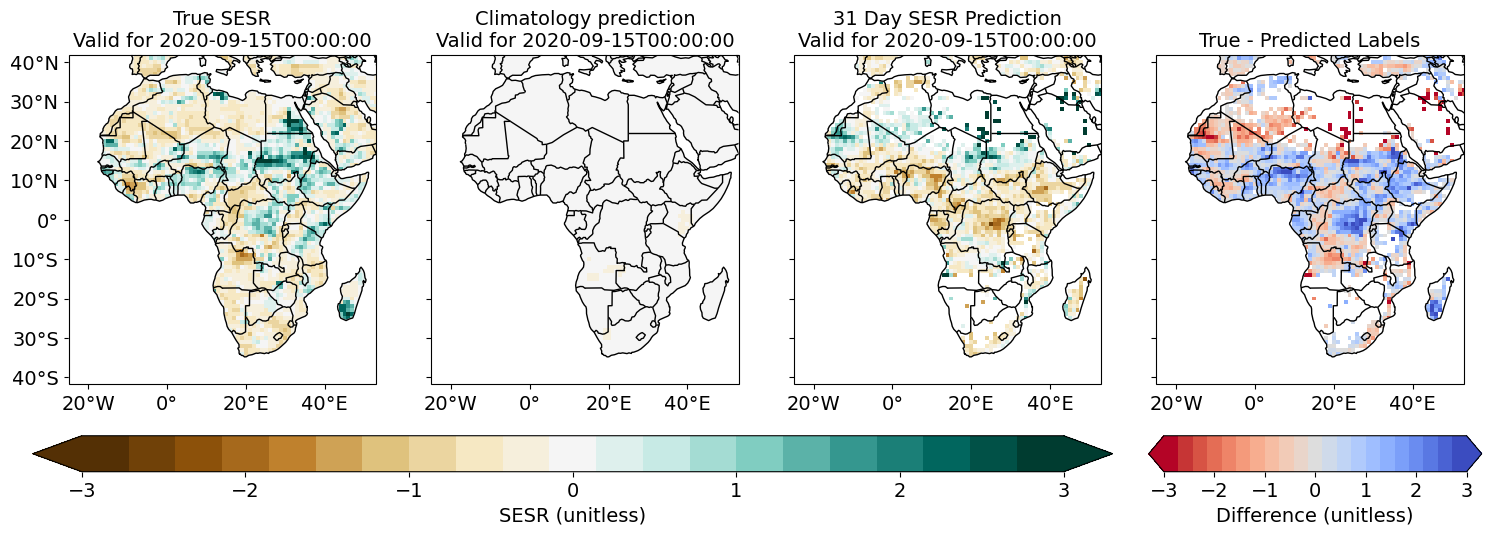 True SESR
Valid for 2020-09-15T00:00:00
Climatology prediction
Valid for 2020-09-15T00:00:00
31 Day SESR Prediction
Valid for 2020-09-15T00:00:00
True - Predicted Labels
40°N
30°N
20°N
10°N
0°
10°S
20°S
30°S
40°S
20°W 0° 20°E 40°E
20°W 0° 20°E 40°E
20°W 0° 20°E 40°E
20°W 0° 20°E 40°E
−3 −2 −1 0 1 2 3
SESR (unitless)
−3 −2 −1 0 1 2 3
Difference (unitless)